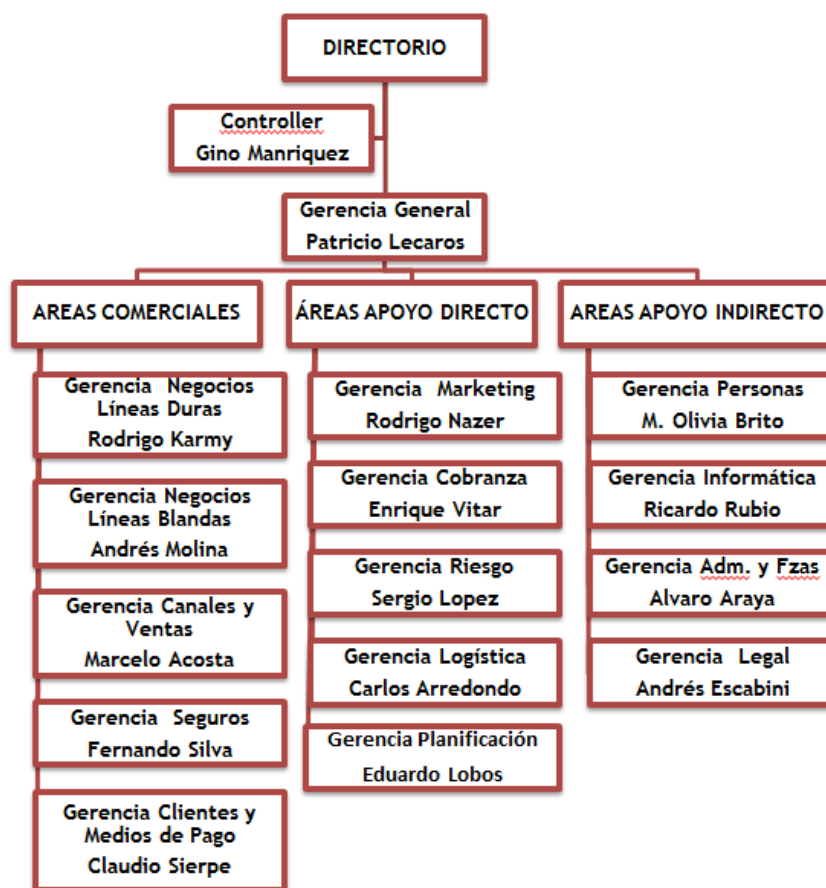 DIRECTORIO
Controller
Gino Manriquez
Gerencia General
Patricio Lecaros
AREAS COMERCIALES
Gerencia Negocios
Líneas Duras
Rodrigo Karmy
Gerencia Negocios
Líneas Blandas
Andrés Molina
Gerencia Canales y
Ventas
Marcelo Acosta
Gerencia Seguros
Fernando Silva
Gerencia Clientes y
Medios de Pago
Claudio Sierpe
ÁREAS APOYO DIRECTO
Gerencia Marketing
Rodrigo Nazer
Gerencia Cobranza
Enrique Vitar
Gerencia Riesgo
Sergio Lopez
Gerencia Logística
Carlos Arredondo
Gerencia Planificación
Eduardo Lobos
AREAS APOYO INDIRECTO
Gerencia Personas
M. Olivia Brito
Gerencia Informática
Ricardo Rubio
Gerencia Adm. y Fzas
Alvaro Araya
Gerencia Legal
Andrés Escabini